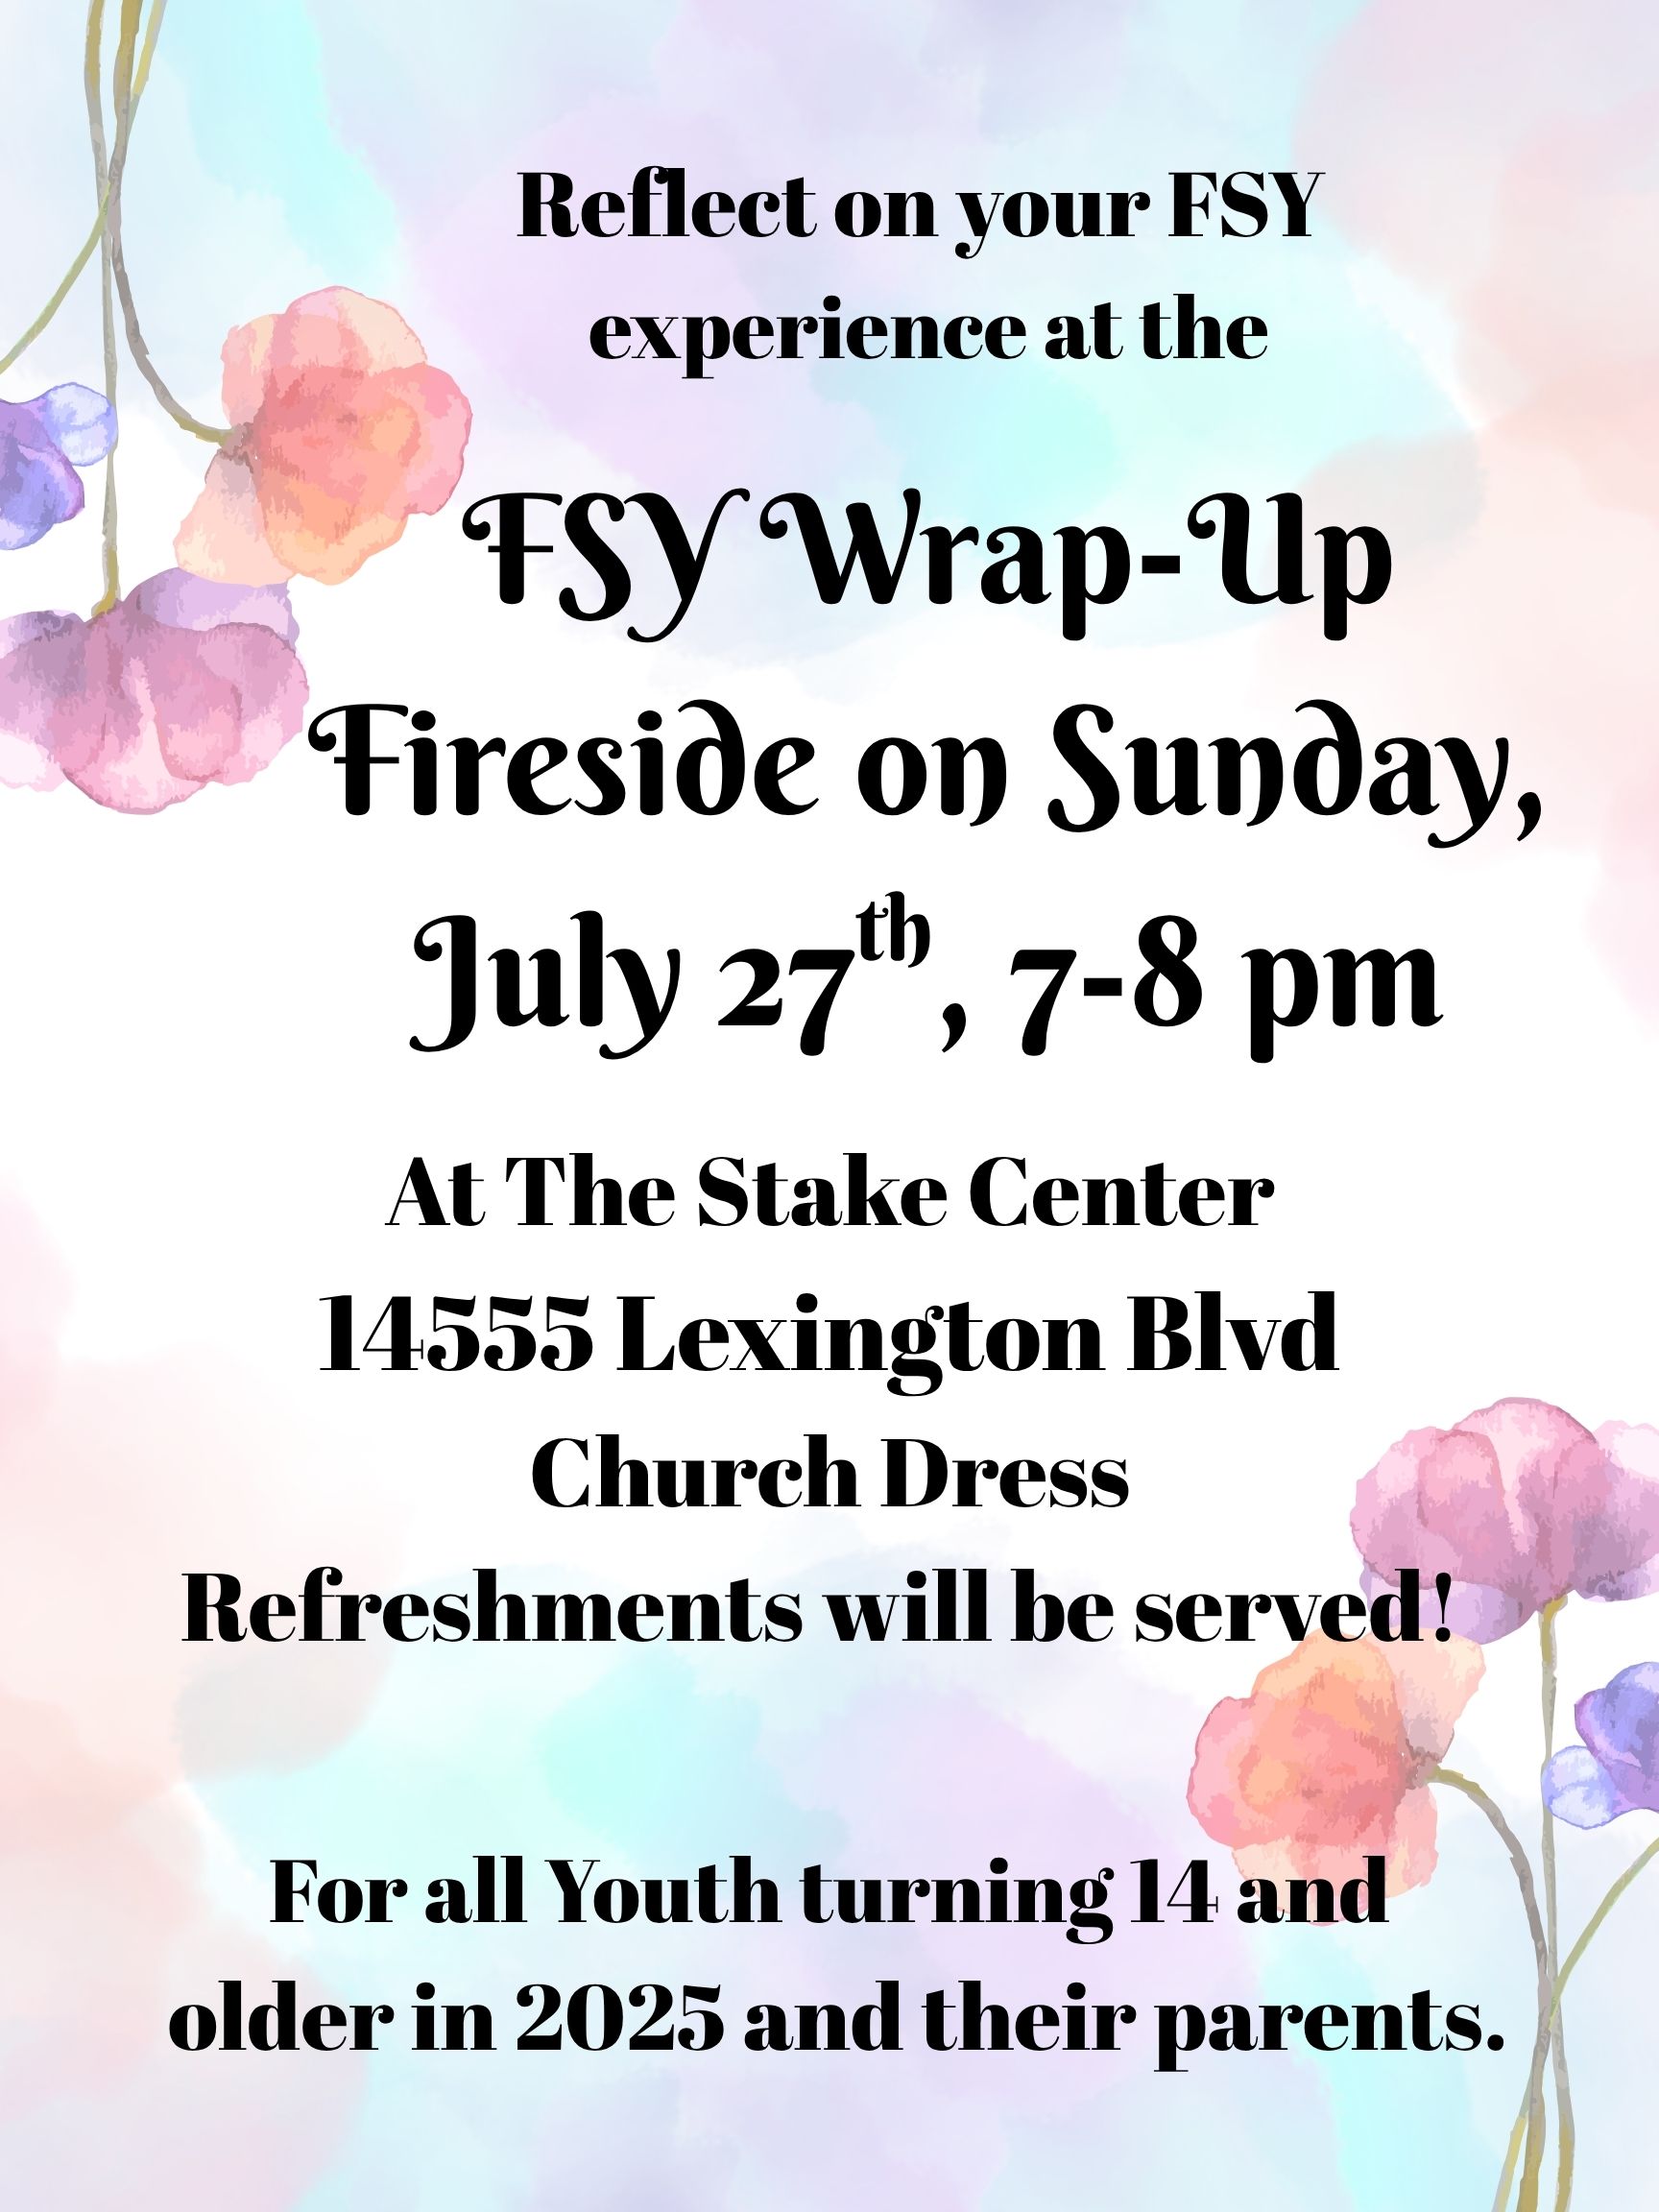 Reflect on your FSY
experience at the
FSY Wrap-Up
Fireside on Sunday,
July 27th, 7-8 pm
At The Stake Center
14555 Lexington Blvd
Church Dress
Refreshments will be served!
For all Youth turning 14 and
older in 2025 and their parents.